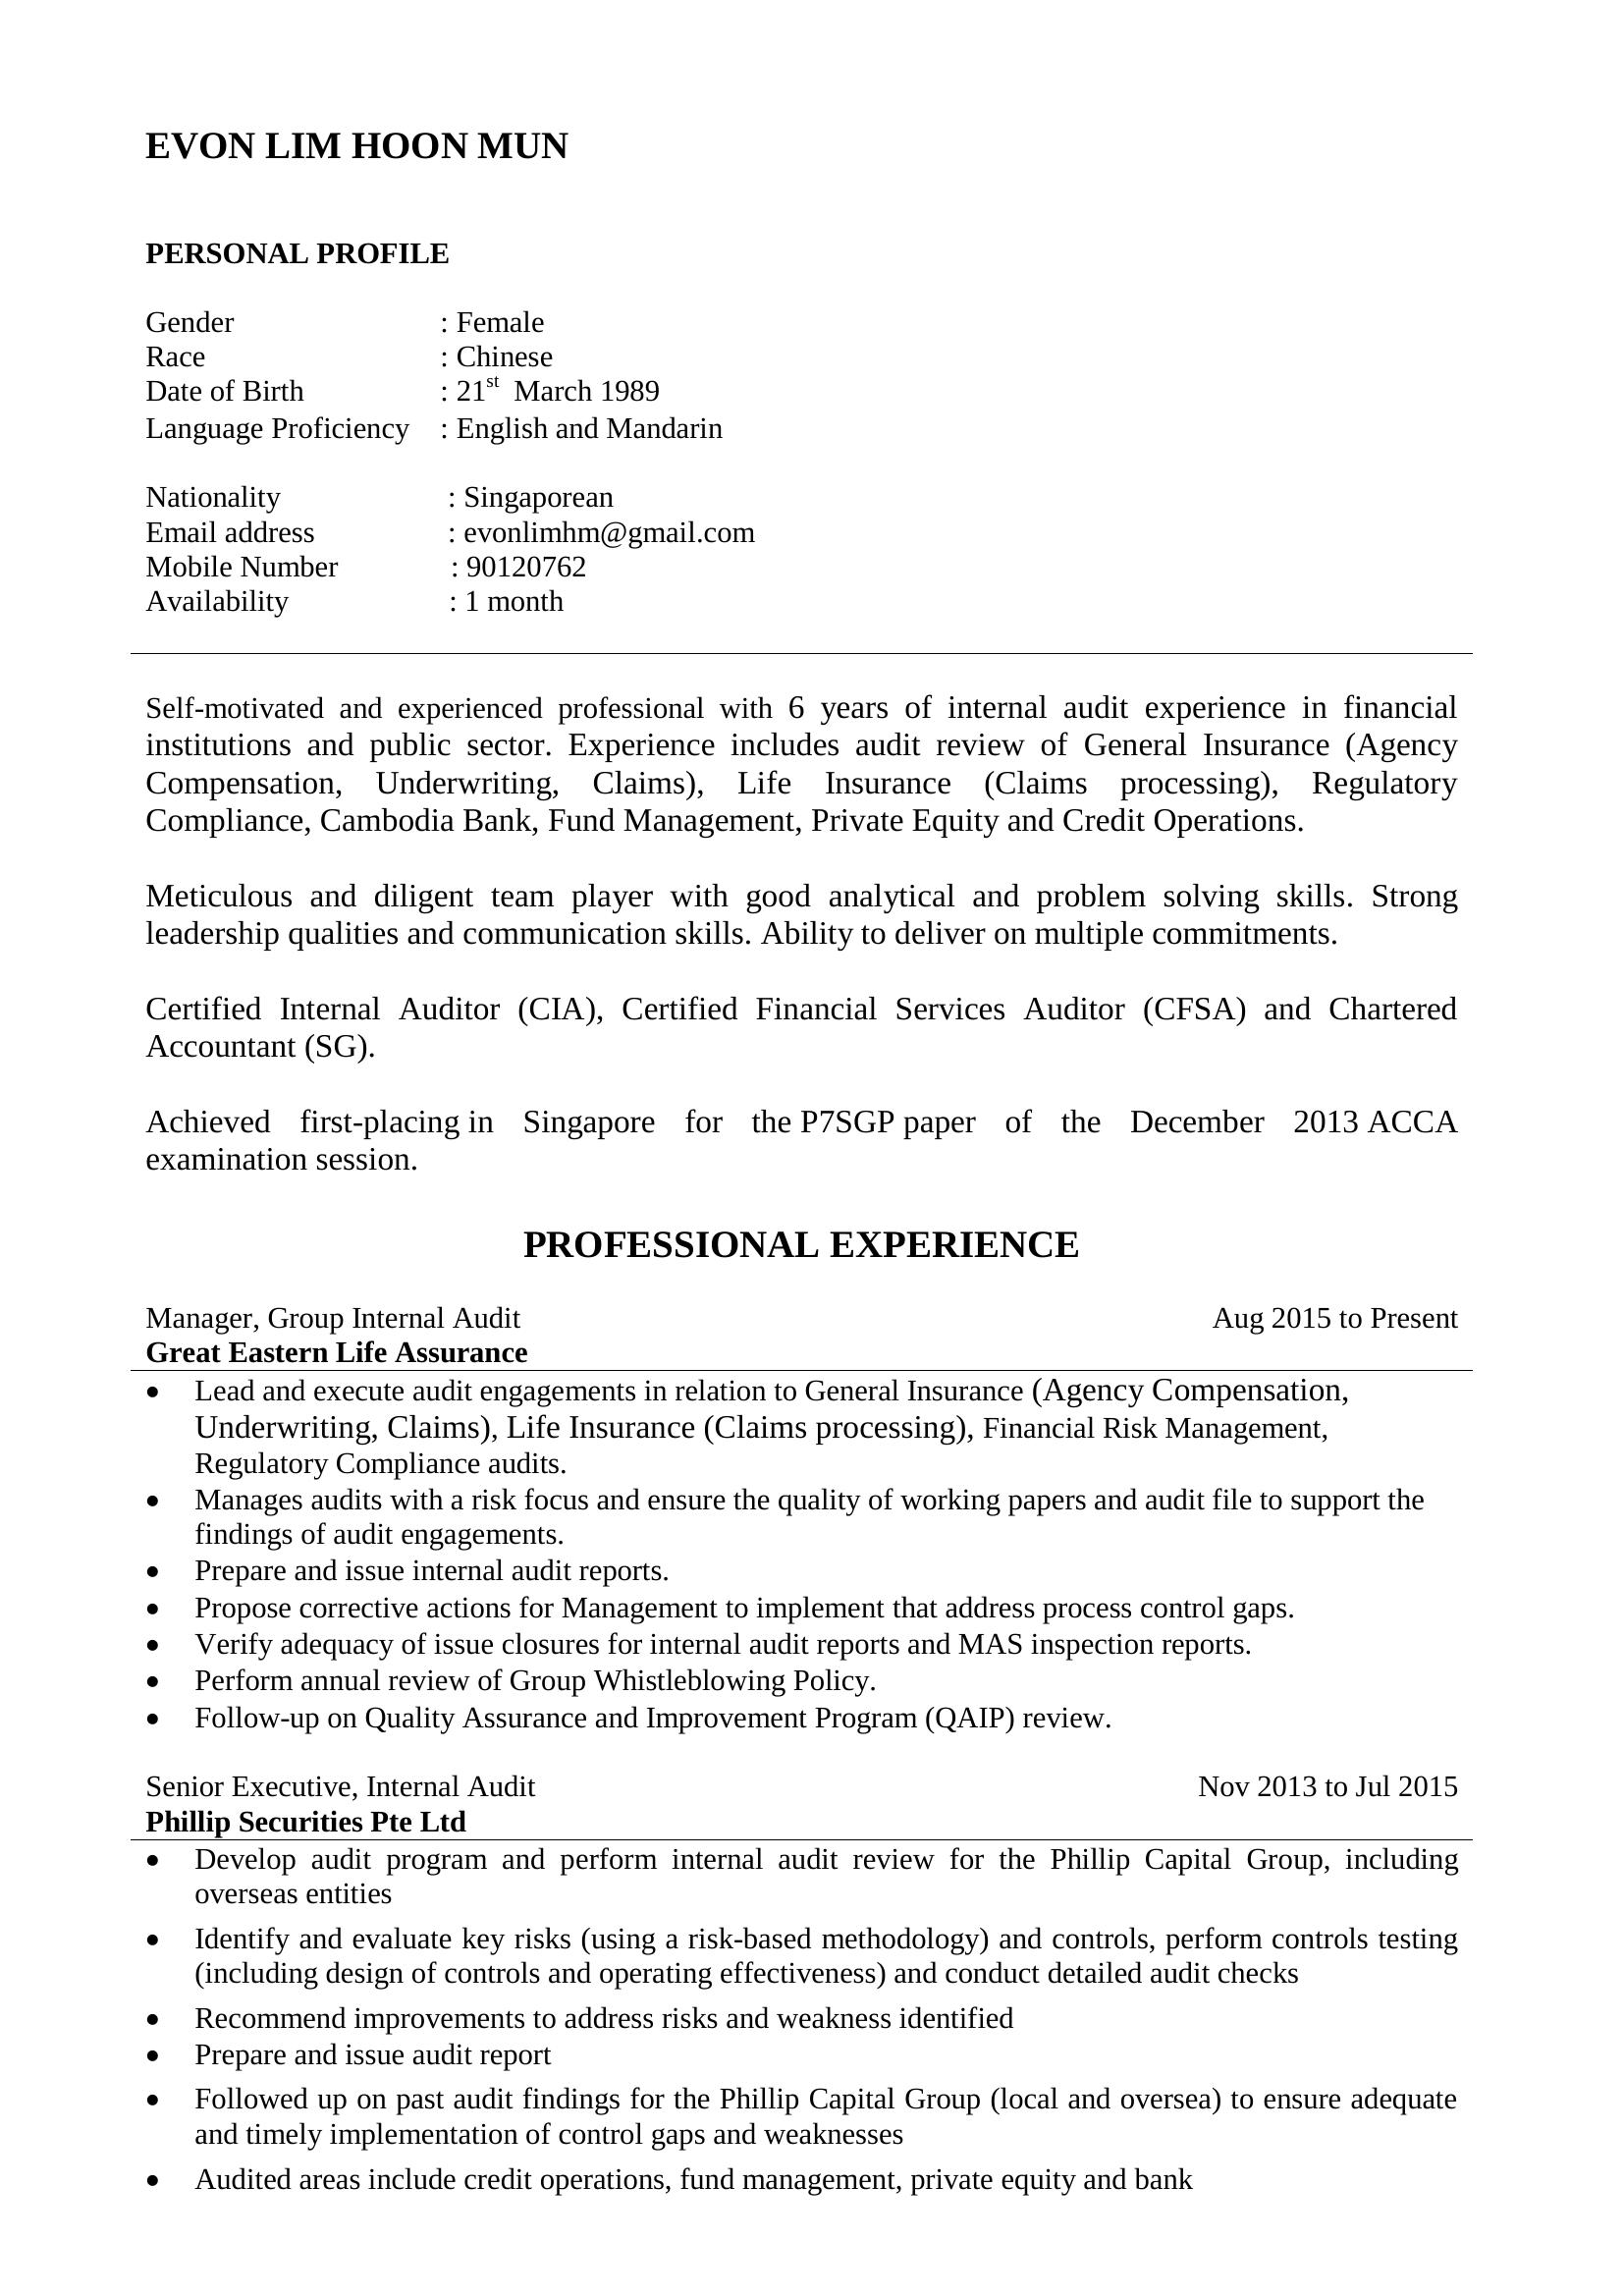 EVON LIM HOON MUN
PERSONAL PROFILE
Gender : Female
Race : Chinese
Date of Birth : 21st March 1989
Language Proficiency : English and Mandarin
Nationality : Singaporean
Email address : evonlimhm@gmail.com
Mobile Number : 90120762
Availability : 1 month
Self-motivated and experienced professional with 6 years of internal audit experience in financial
institutions and public sector. Experience includes audit review of General Insurance (Agency
Compensation, Underwriting, Claims), Life Insurance (Claims processing), Regulatory
Compliance, Cambodia Bank, Fund Management, Private Equity and Credit Operations.
Meticulous and diligent team player with good analytical and problem solving skills. Strong
leadership qualities and communication skills. Ability to deliver on multiple commitments.
Certified Internal Auditor (CIA), Certified Financial Services Auditor (CFSA) and Chartered
Accountant (SG).
Achieved first-placing in Singapore for the P7SGP paper of the December 2013 ACCA
examination session.
PROFESSIONAL EXPERIENCE
Manager, Group Internal Audit Aug 2015 to Present
Great Eastern Life Assurance
• Lead and execute audit engagements in relation to General Insurance (Agency Compensation,
Underwriting, Claims), Life Insurance (Claims processing), Financial Risk Management,
Regulatory Compliance audits.
• Manages audits with a risk focus and ensure the quality of working papers and audit file to support the
findings of audit engagements.
• Prepare and issue internal audit reports.
• Propose corrective actions for Management to implement that address process control gaps.
• Verify adequacy of issue closures for internal audit reports and MAS inspection reports.
• Perform annual review of Group Whistleblowing Policy.
• Follow-up on Quality Assurance and Improvement Program (QAIP) review.
Senior Executive, Internal Audit Nov 2013 to Jul 2015
Phillip Securities Pte Ltd
• Develop audit program and perform internal audit review for the Phillip Capital Group, including
overseas entities
• Identify and evaluate key risks (using a risk-based methodology) and controls, perform controls testing
(including design of controls and operating effectiveness) and conduct detailed audit checks
• Recommend improvements to address risks and weakness identified
• Prepare and issue audit report
• Followed up on past audit findings for the Phillip Capital Group (local and oversea) to ensure adequate
and timely implementation of control gaps and weaknesses
• Audited areas include credit operations, fund management, private equity and bank